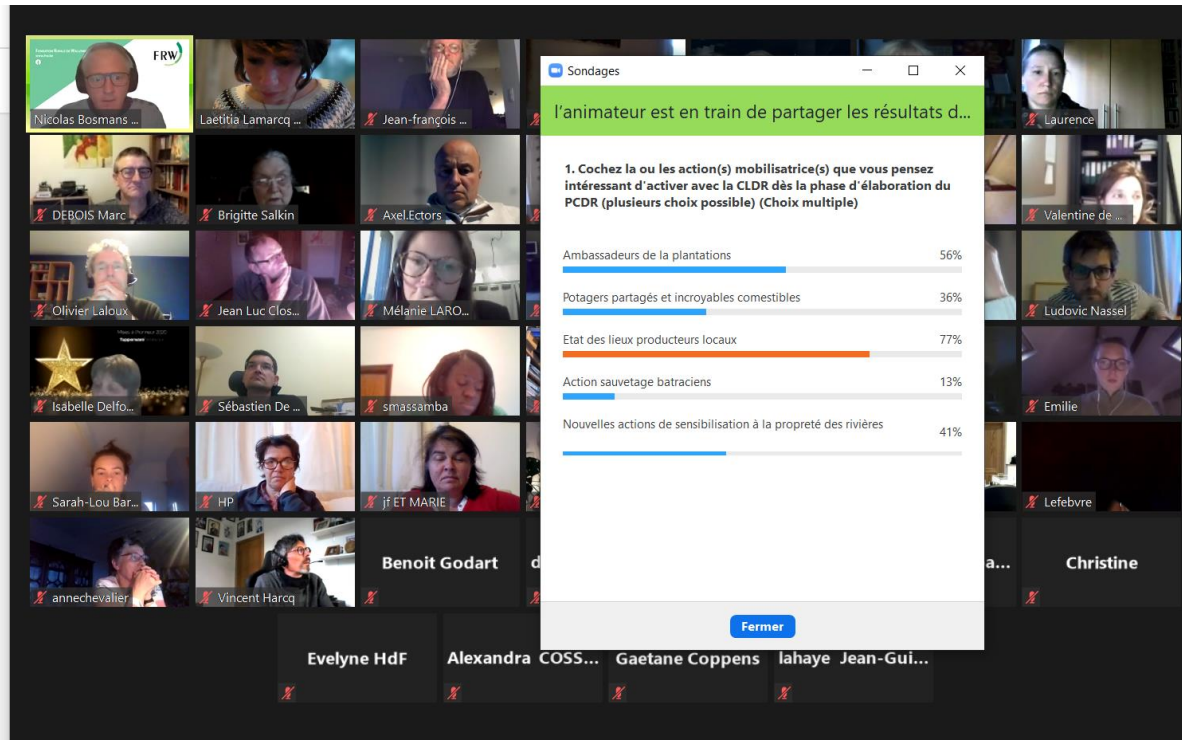 FRW
Nicolas Bosmans ...
Laetitia Lamarcq ...
Jean-françois ...
Laurence
Sondages
l'animateur est en train de partager les résultats d...
1. Cochez la ou les action(s) mobilisatrice(s) que vous pensez
intéressant d'activer avec la CLDR dès la phase d'élaboration du
PCDR (plusieurs choix possible) (Choix multiple)
Ambassadeurs de la plantations 56%
Potagers partagés et incroyables comestibles 36%
Etat des lieux producteurs locaux 77%
Action sauvetage batraciens 13%
Nouvelles actions de sensibilisation à la propreté des rivières 41%
Fermer
DEBOIS Marc
Brigitte Salkin
Axel.Ectors
Valentine de ...
Olivier Laloux
Jean Luc Clos...
Mélanie LARO...
Ludovic Nassel
Isabelle Delfo...
Sébastien De ...
smassamba
Emilie
Sarah-Lou Bar...
HP
jf ET MARIE
Lefebvre
annechevalier
Vincent Harcq
Benoit Godart
d
a...
Christine
Evelyne HdF
Alexandra COSS...
Gaetane Coppens
lahaye Jean-Gui...